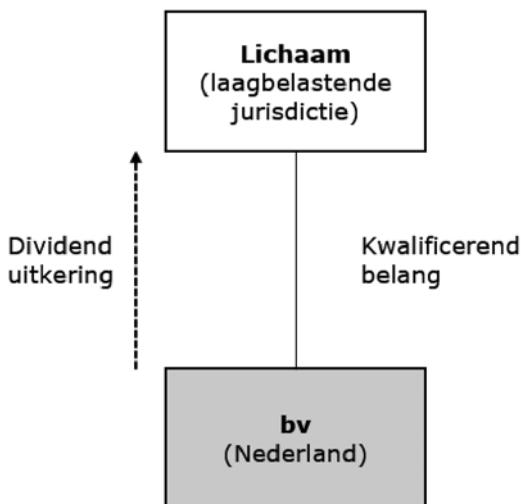 Lichaam
(laagbelastende
jurisdictie)
Dividend
uitkering
Kwalificerend
belang
bv
(Nederland)